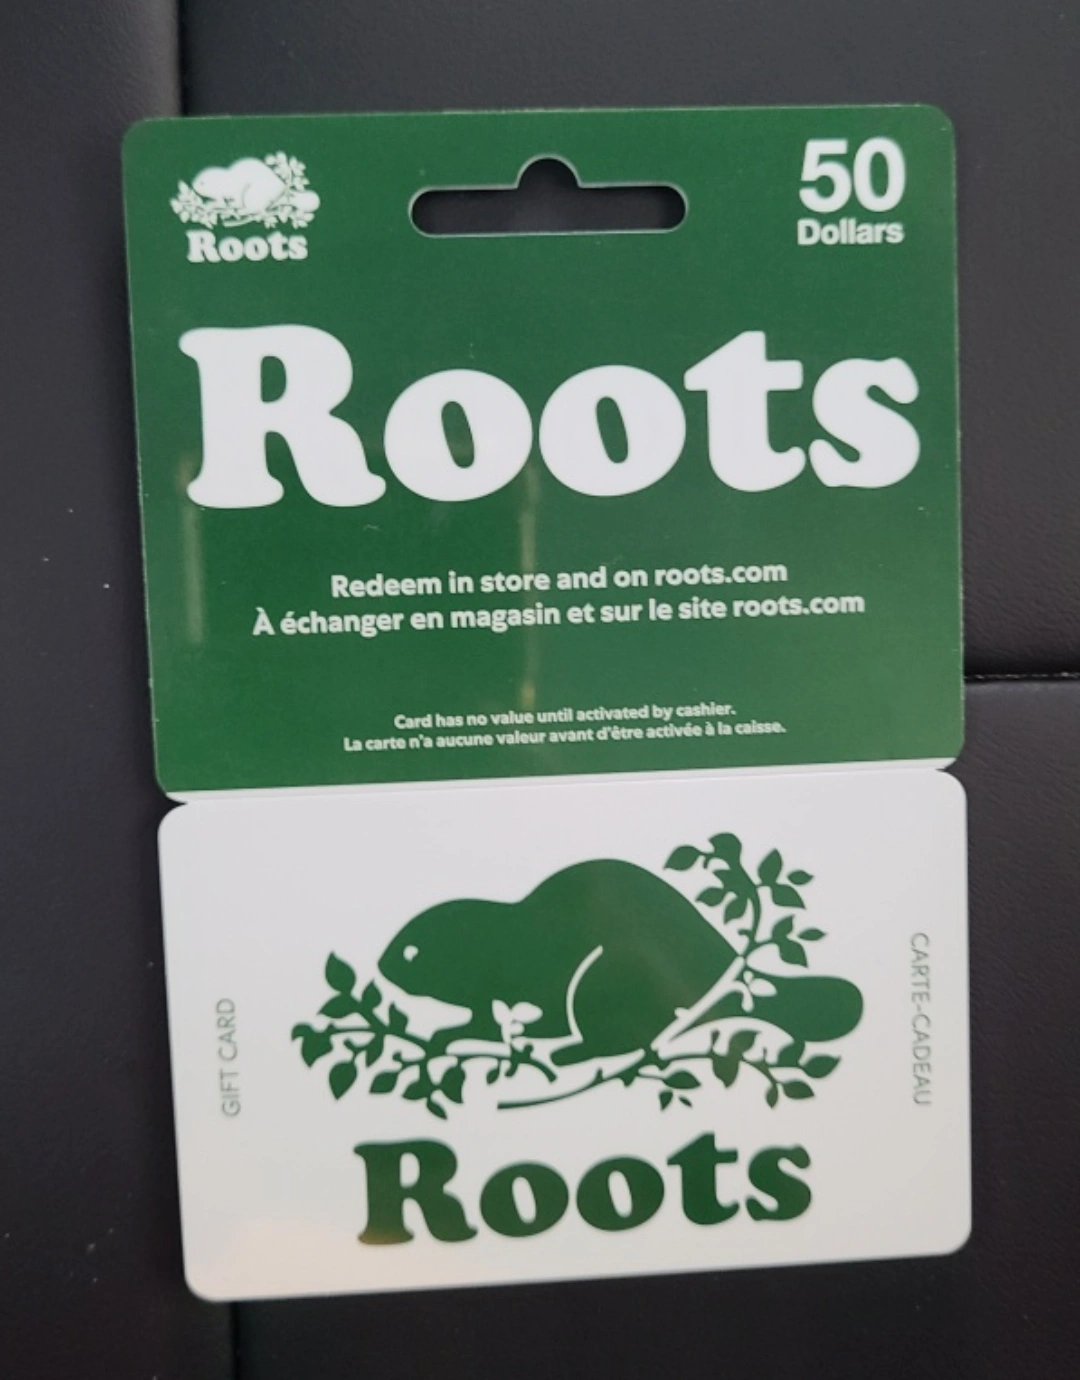 Roots
50
Dollars
Roots
Redeem in store and on roots.com
À échanger en magasin et sur le site roots.com
Card has no value until activated by cashier.
La carte n'a aucune valeur avant d'être activée à la caisse.
GIFT CARD
CARTE-CADEAU
Roots